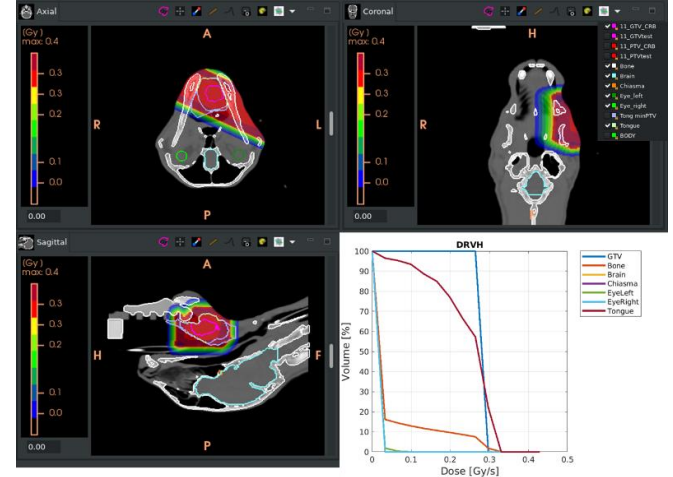 Axial
(Gy)
max: 0.4
0.3
0.3
0.2
0.1
0.0
0.00
A
R
L
P
Coronal
(Gy )
max: 0.4
0.3
0.3
0.2
0.1
0.0
0.00
H
R
11_GTV_CRB
11_GTVtest
11_PTV_CRB
11_PTVtest
Bone
Brain
Chiasma
Eye_left
Eye_right
Tong minPTV
Tongue
BODY
F
Sagittal
(Gy )
max: 0.4
0.3
0.3
0.2
0.1
0.0
0.00
A
H
F
P
DRVH
Volume [%]
100
90
80
70
60
50
40
30
20
10
0
0
0.1
0.2
0.3
0.4
0.5
Dose [Gy/s]
GTV
Bone
Brain
Chiasma
EyeLeft
EyeRight
Tongue